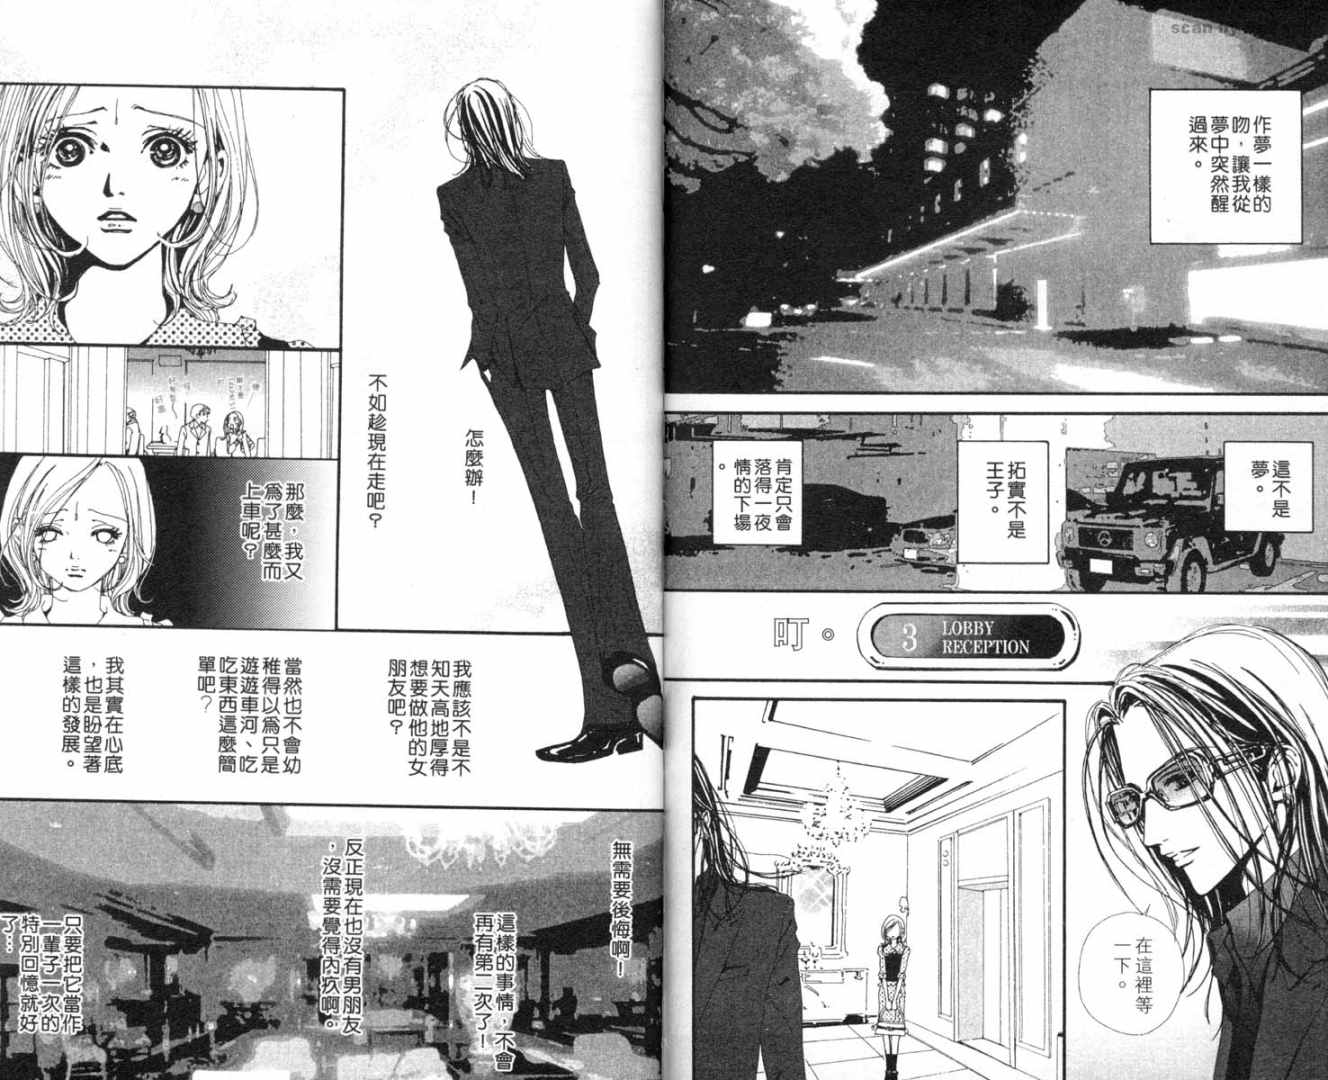 scan by
作夢一樣的
吻，讓我從
夢中突然醒
過來。
這不是
夢。
拓實不是
王子。
肯定只會
落得一夜
情的下場
。
叮。
3
LOBBY
RECEPTION
在這裡等
一下。
3
怎麼辦！
不如趁現在走吧？
那麼，我又
為了甚麼而
上車呢？
我應該不是不
知天高地厚得
想要做他的女
朋友吧？
當然也不會幼
稚得以為只是
遊遊車河、吃
吃東西這麼簡
單吧？
我其實在心底
，也是盼望著
這樣的發展。
無需要後悔啊！
這樣的事情，不會
再有第二次了！
反正現在也沒有男朋友
，沒需要覺得內疚啊。
只要把它當作
一輩子一次的
特別回憶就好
了…